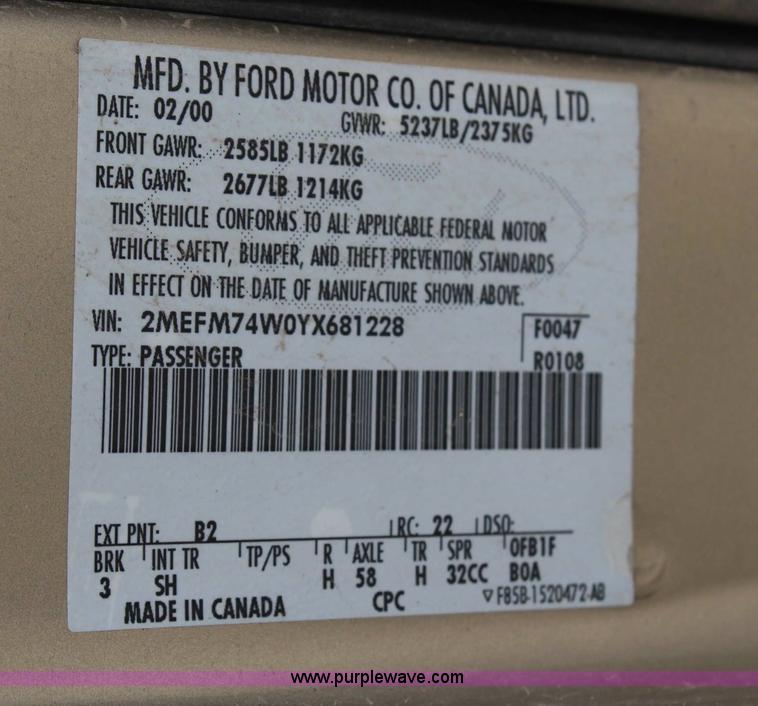 MFD. BY FORD MOTOR CO. OF CANADA, LTD.
DATE: 02/00 GVWR: 5237LB/2375KG
FRONT GAWR: 2585LB 1172KG
REAR GAWR: 2677LB 1214KG
THIS VEHICLE CONFORMS TO ALL APPLICABLE FEDERAL MOTOR
VEHICLE SAFETY, BUMPER, AND THEFT PREVENTION STANDARDS
IN EFFECT ON THE DATE OF MANUFACTURE SHOWN ABOVE.
VIN: 2MEFM74W0YX681228 F0047
TYPE: PASSENGER R0108
EXT PNT: B2 RC: 22 DSO:
BRK INT TR TP/PS R AXLE TR SPR 0FB1F
3 SH H 58 H 32CC B0A
MADE IN CANADA CPC ▽ F85B-1520472-AB
www.purplewave.com